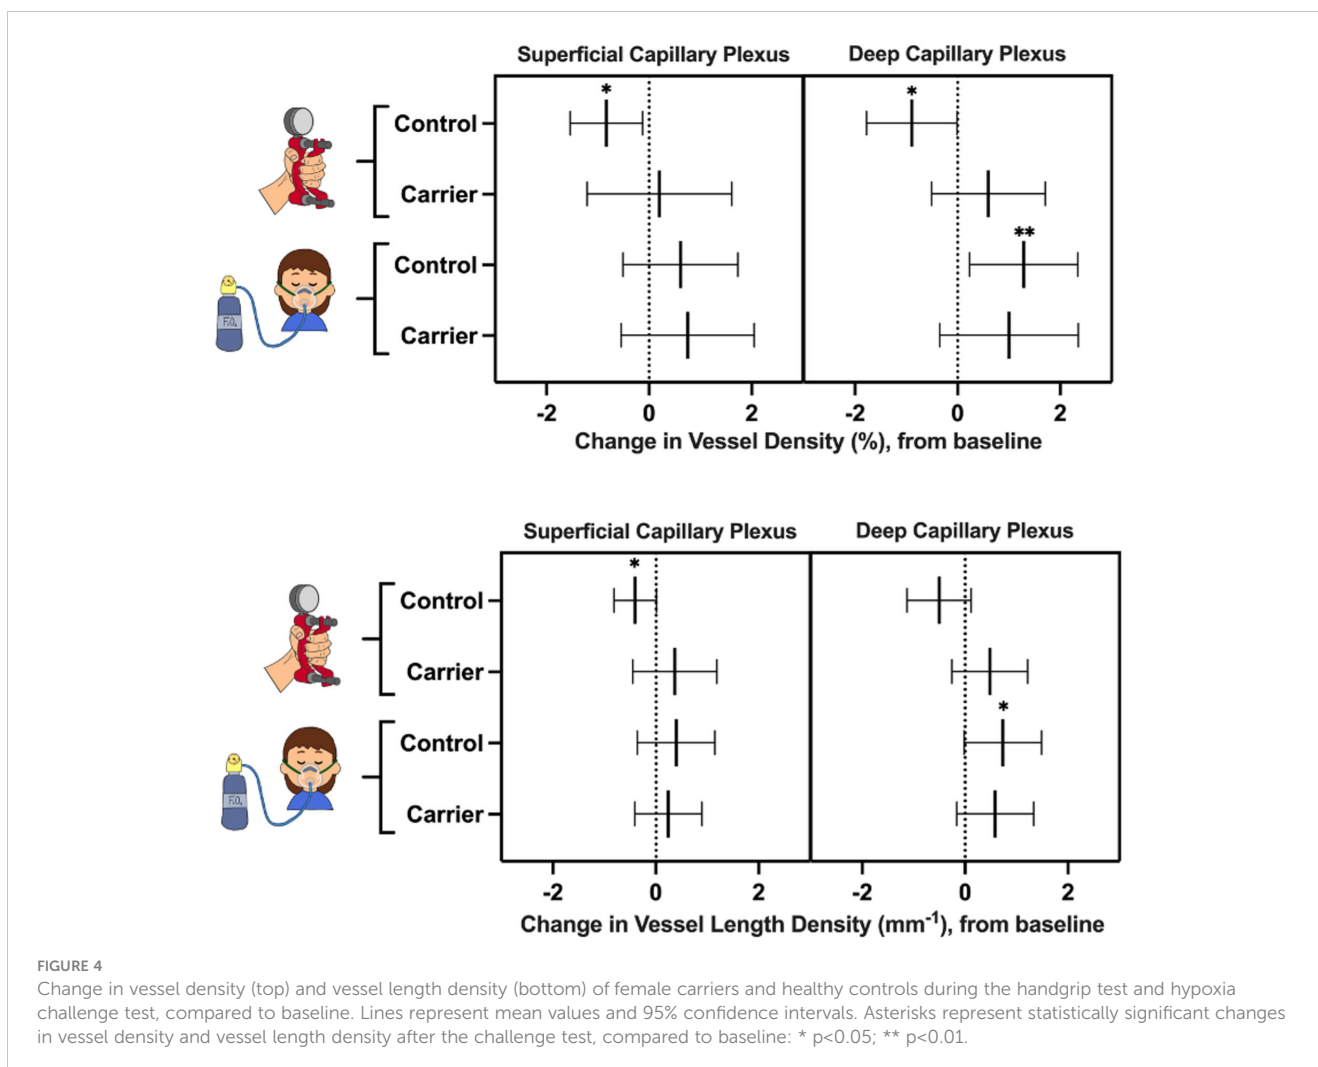 Superficial Capillary Plexus
Deep Capillary Plexus
*
*
Control
Carrier
**
Control
Carrier
FiO₂
-2 0 2
-2 0 2
Change in Vessel Density (%), from baseline
Superficial Capillary Plexus
Deep Capillary Plexus
*
Control
Carrier
*
Control
Carrier
FiO₂
-2 0 2
-2 0 2
Change in Vessel Length Density (mm⁻¹), from baseline
FIGURE 4
Change in vessel density (top) and vessel length density (bottom) of female carriers and healthy controls during the handgrip test and hypoxia
challenge test, compared to baseline. Lines represent mean values and 95% confidence intervals. Asterisks represent statistically significant changes
in vessel density and vessel length density after the challenge test, compared to baseline: * p<0.05; ** p<0.01.